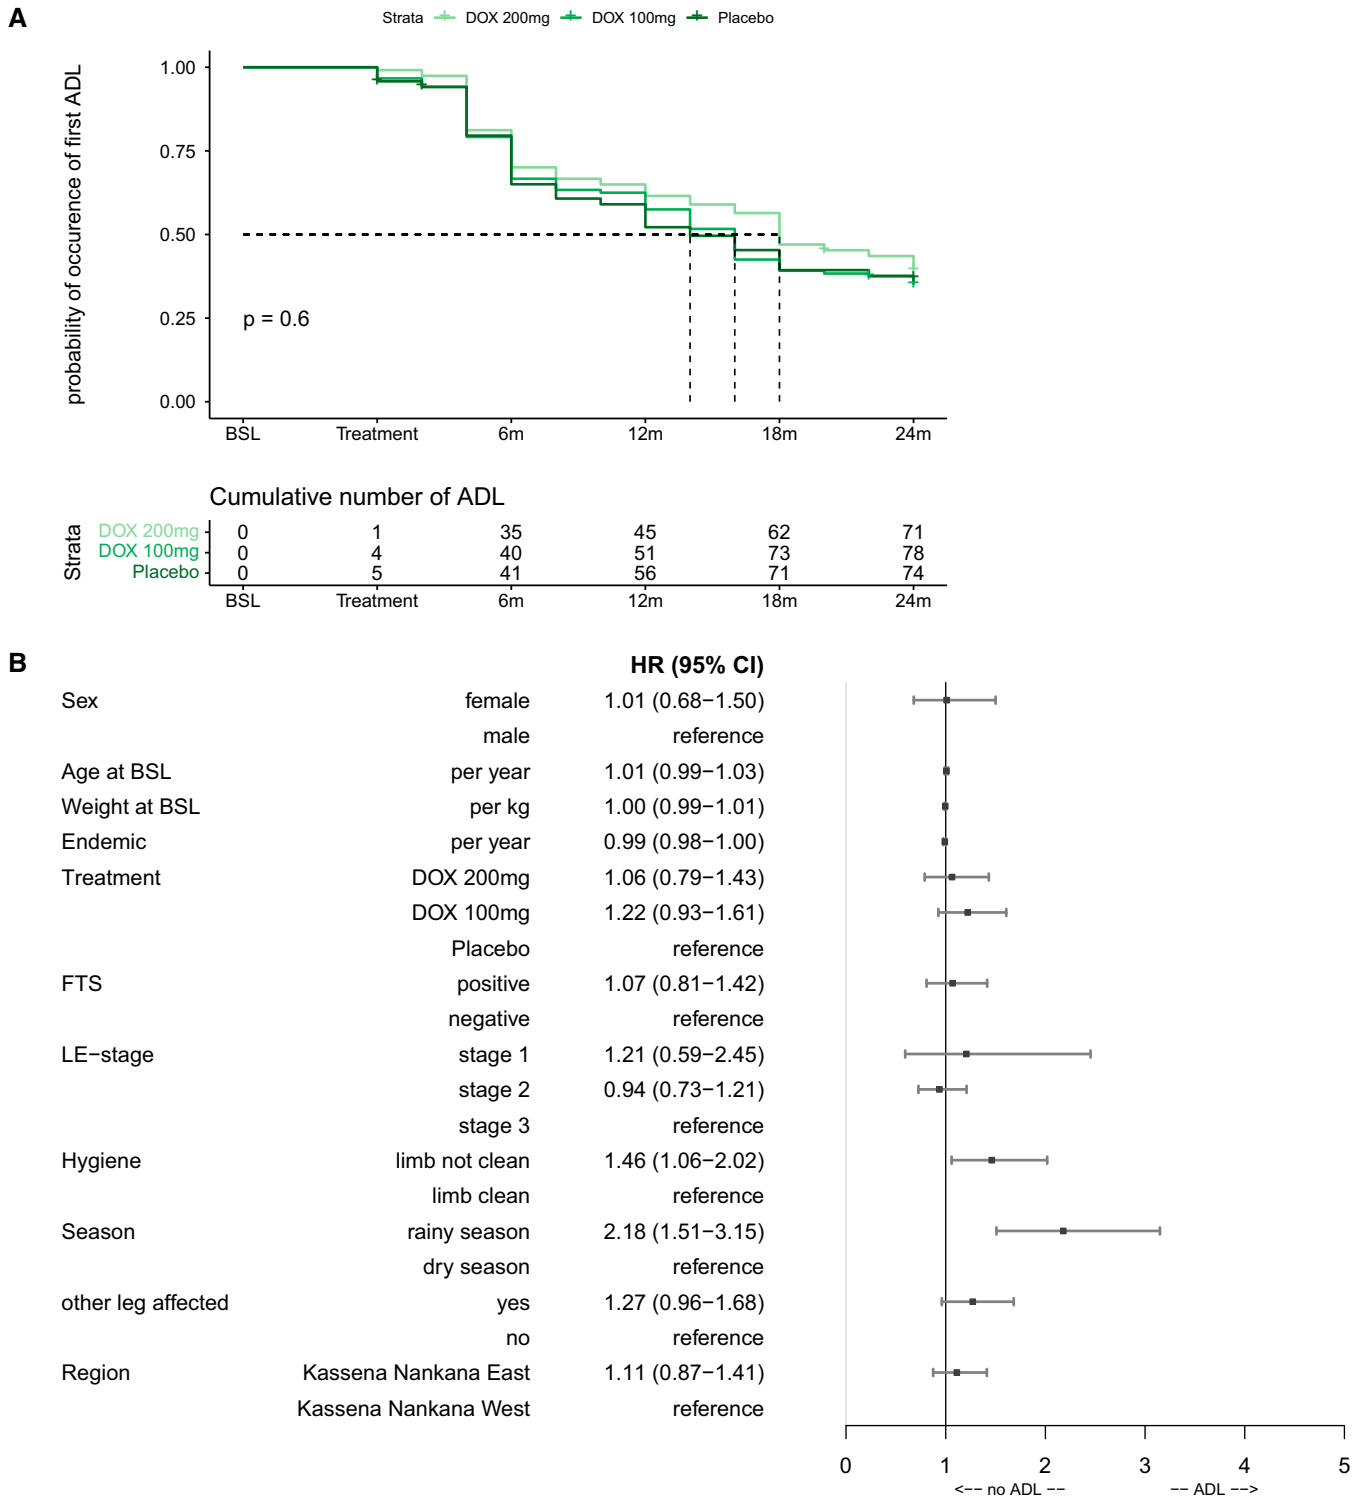 A
Strata DOX 200mg DOX 100mg Placebo
probability of occurence of first ADL
1.00
0.75
0.50
0.25
0.00
p = 0.6
BSL Treatment 6m 12m 18m 24m
Cumulative number of ADL
Strata
DOX 200mg 0 1 35 45 62 71
DOX 100mg 0 4 40 51 73 78
Placebo 0 5 41 56 71 74
BSL Treatment 6m 12m 18m 24m
B
HR (95% CI)
Sex female 1.01 (0.68−1.50)
male reference
Age at BSL per year 1.01 (0.99−1.03)
Weight at BSL per kg 1.00 (0.99−1.01)
Endemic per year 0.99 (0.98−1.00)
Treatment DOX 200mg 1.06 (0.79−1.43)
DOX 100mg 1.22 (0.93−1.61)
Placebo reference
FTS positive 1.07 (0.81−1.42)
negative reference
LE−stage stage 1 1.21 (0.59−2.45)
stage 2 0.94 (0.73−1.21)
stage 3 reference
Hygiene limb not clean 1.46 (1.06−2.02)
limb clean reference
Season rainy season 2.18 (1.51−3.15)
dry season reference
other leg affected yes 1.27 (0.96−1.68)
no reference
Region Kassena Nankana East 1.11 (0.87−1.41)
Kassena Nankana West reference
0 1 2 3 4 5
<−− no ADL −− −− ADL −−>